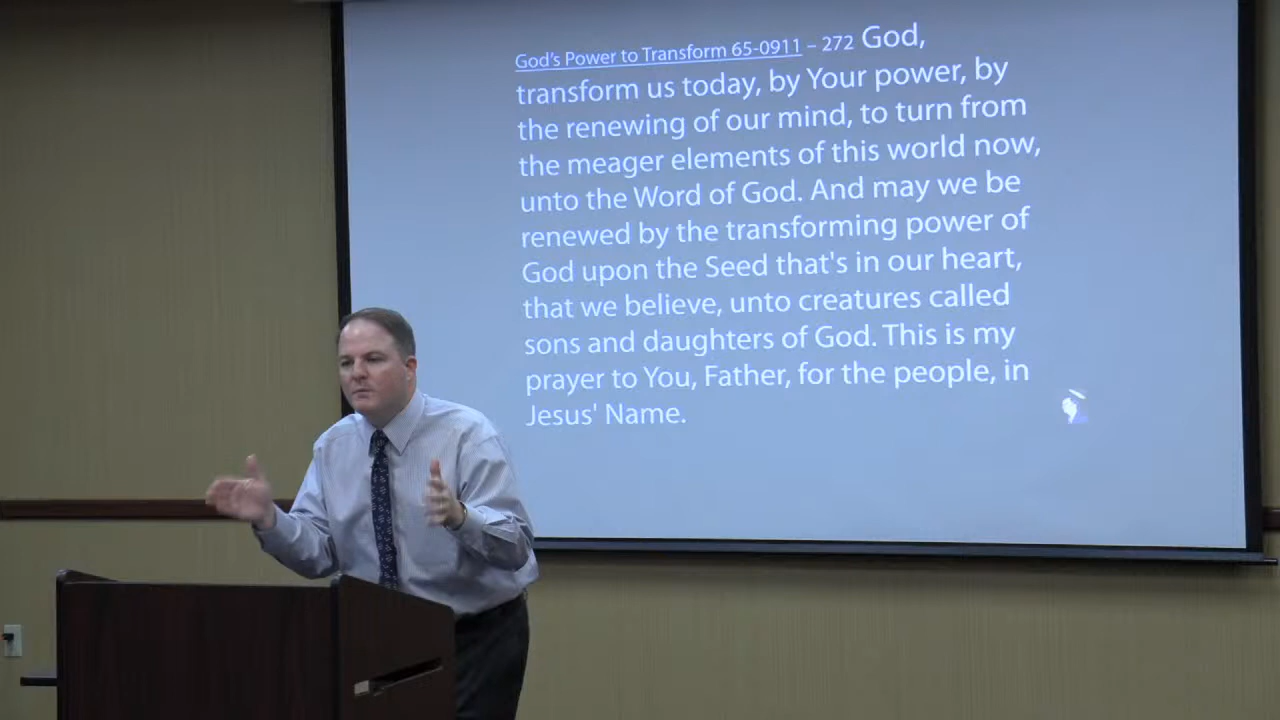 God's Power to Transform 65-0911 – 272 God,
transform us today, by Your power, by
the renewing of our mind, to turn from
the meager elements of this world now,
unto the Word of God. And may we be
renewed by the transforming power of
God upon the Seed that's in our heart,
that we believe, unto creatures called
sons and daughters of God. This is my
prayer to You, Father, for the people, in
Jesus' Name.